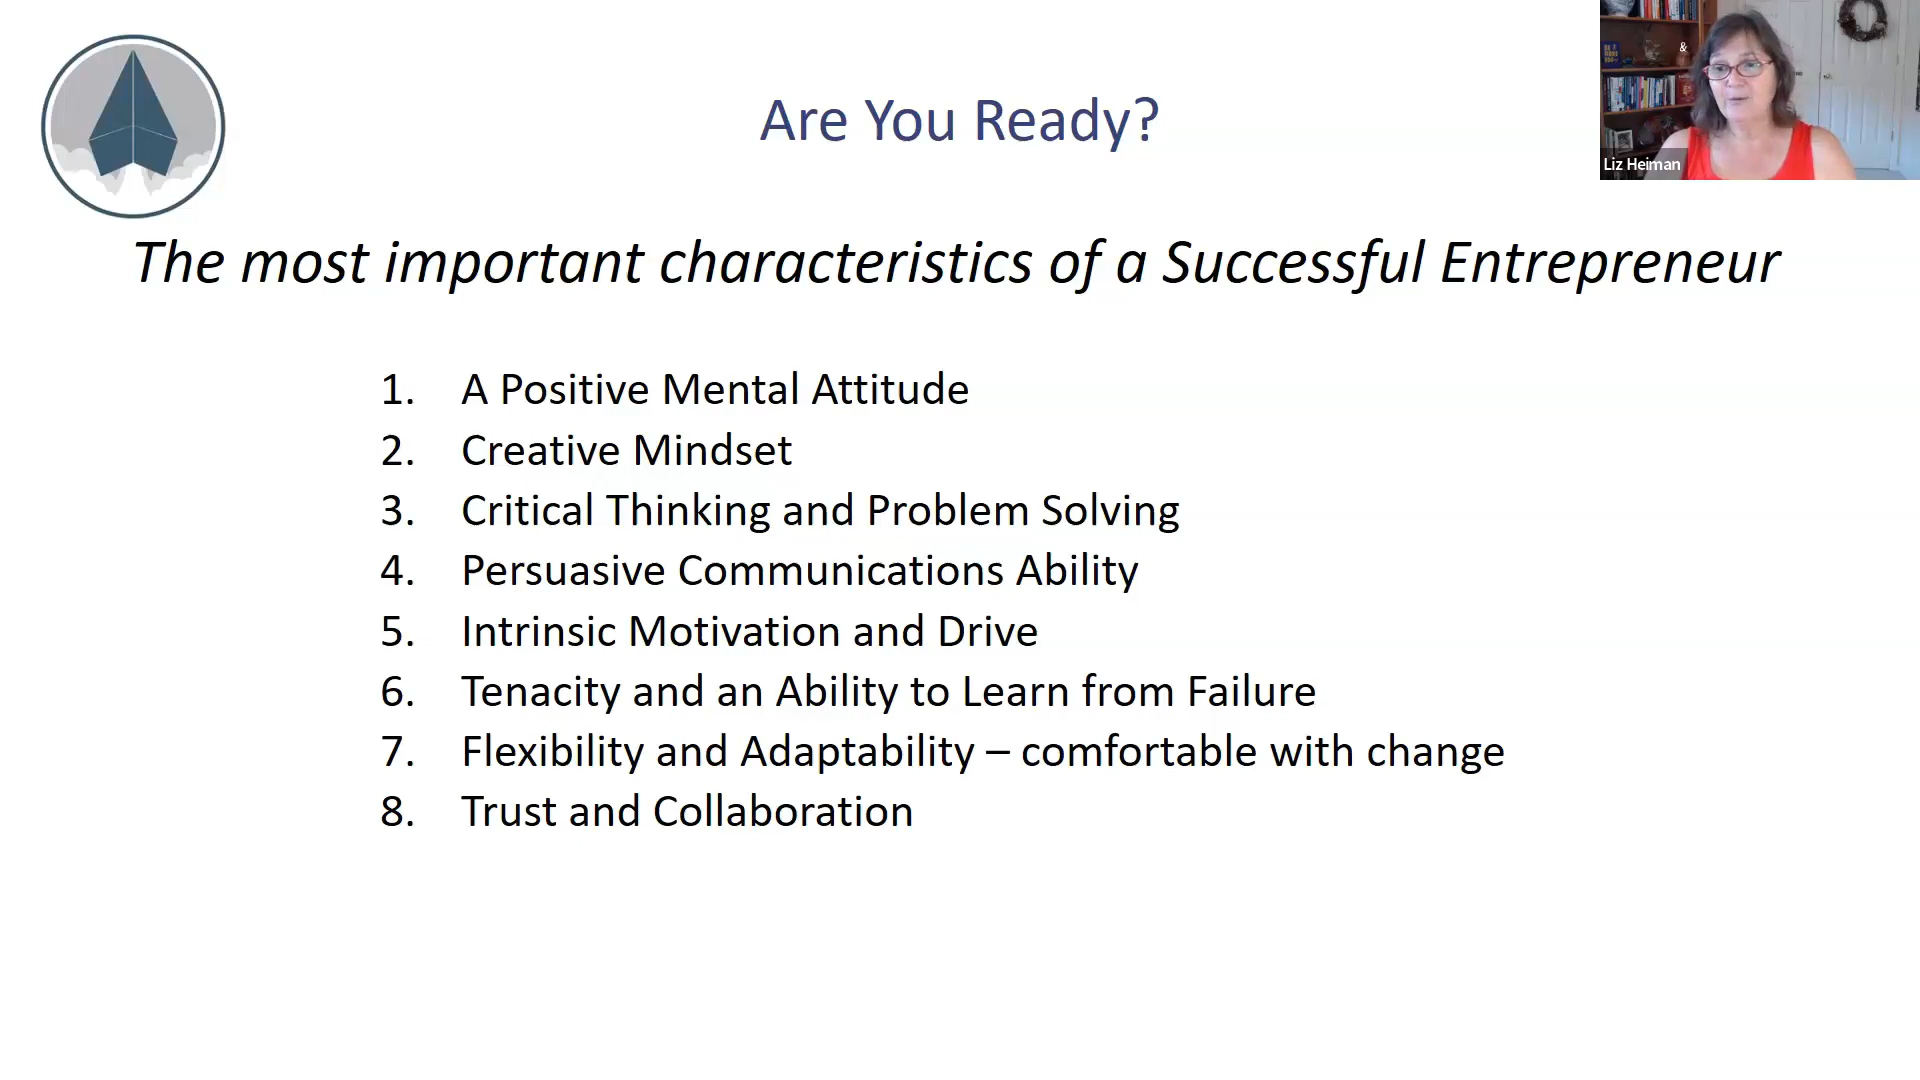 Are You Ready?
&
Liz Heiman
The most important characteristics of a Successful Entrepreneur
1. A Positive Mental Attitude
2. Creative Mindset
3. Critical Thinking and Problem Solving
4. Persuasive Communications Ability
5. Intrinsic Motivation and Drive
6. Tenacity and an Ability to Learn from Failure
7. Flexibility and Adaptability – comfortable with change
8. Trust and Collaboration